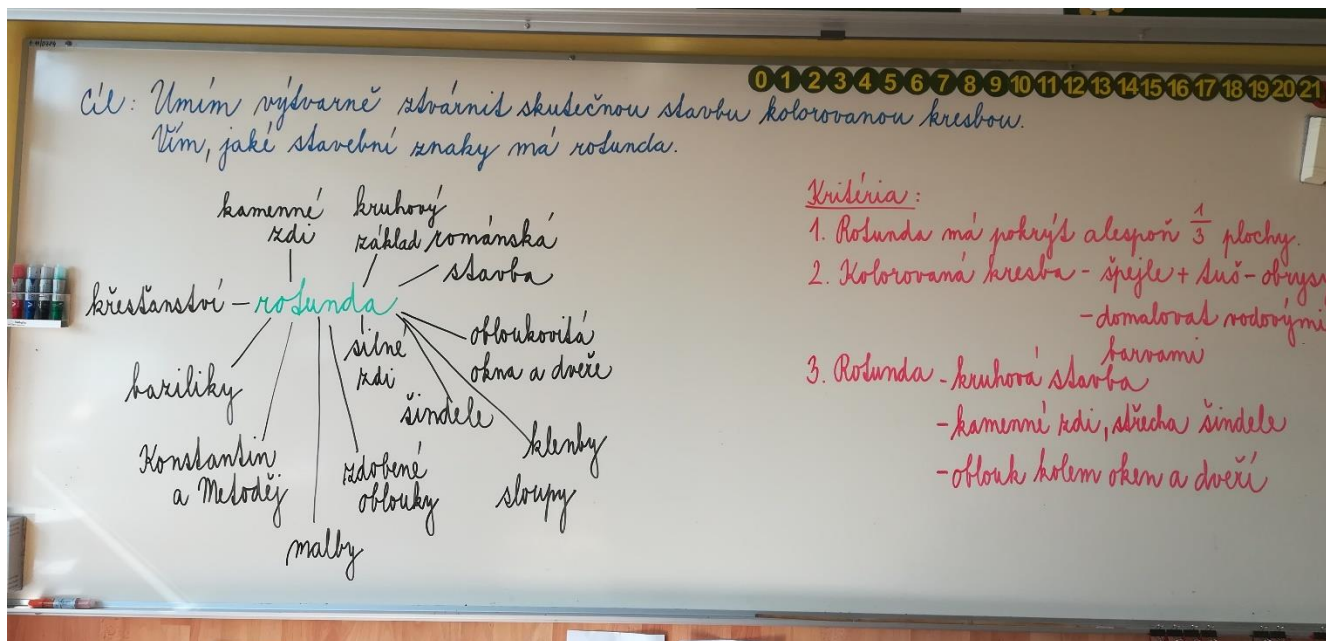 0 1 2 3 4 5 6 7 8 9 10 11 12 13 14 15 16 17 18 19 20 21
Cíl: Umím výtvarně ztvárnit skutečnou stavbu kolorovanou kresbou.
Vím, jaké stavební znaky má rotunda.
kamenné
zdi
kruhový
základ
románská
stavba
křesťanství – rotunda
obloukovitá
okna a dveře
silné
zdi
baziliky
šindele
klenby
Konstantin
a Metoděj
zdobené
oblouky
sloupy
malby
Kritéria:
1. Rotunda má pokrýt alespoň 1/3 plochy.
2. Kolorovaná kresba - špejle + tuš - obrys
- domalovat vodovými
barvami
3. Rotunda - kruhová stavba
- kamenné zdi, střecha šindele
- oblouk kolem oken a dveří